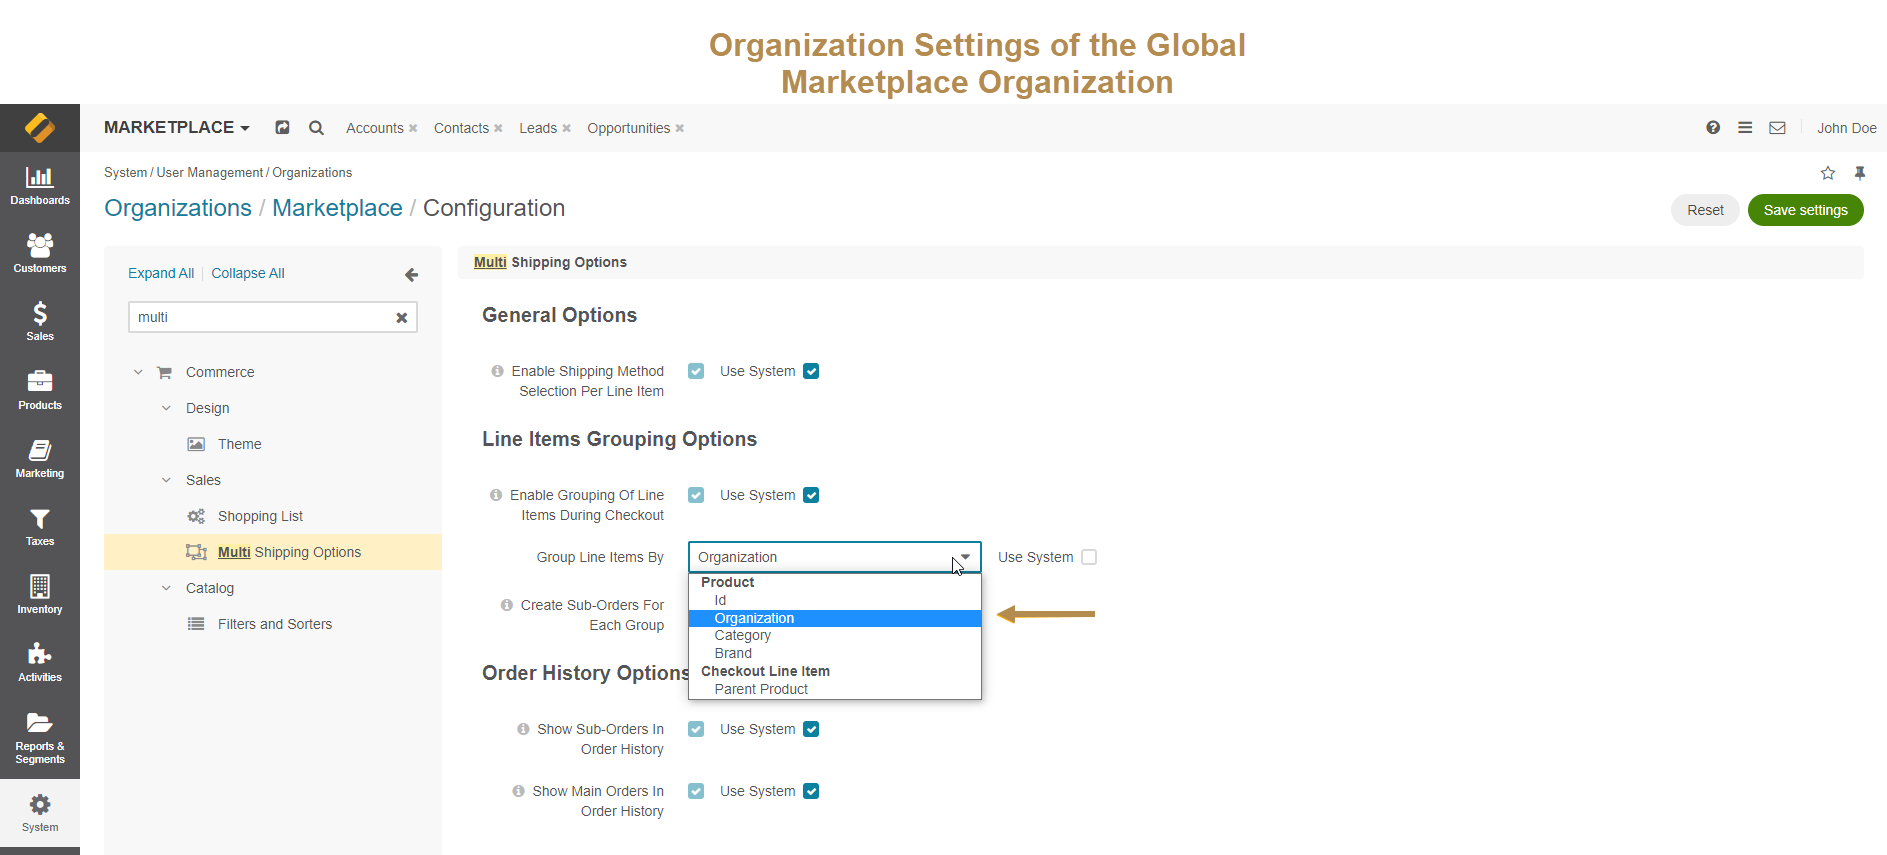 Organization Settings of the Global
Marketplace Organization
MARKETPLACE
Accounts
Contacts
Leads
Opportunities
John Doe
System / User Management / Organizations
Organizations / Marketplace / Configuration
Reset
Save settings
Dashboards
Customers
Sales
Products
Marketing
Taxes
Inventory
Activities
Reports &
Segments
System
Expand All
Collapse All
multi
Commerce
Design
Theme
Sales
Shopping List
Multi Shipping Options
Catalog
Filters and Sorters
Multi Shipping Options
General Options
Enable Shipping Method
Selection Per Line Item
Use System
Line Items Grouping Options
Enable Grouping Of Line
Items During Checkout
Use System
Group Line Items By
Organization
Use System
Product
Id
Organization
Category
Brand
Checkout Line Item
Parent Product
Create Sub-Orders For
Each Group
Order History Options
Show Sub-Orders In
Order History
Use System
Show Main Orders In
Order History
Use System